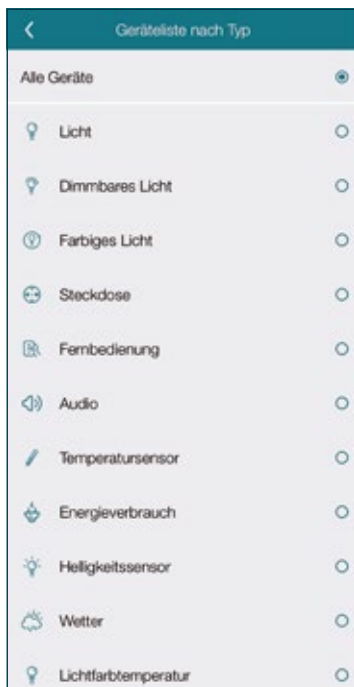 Geräteliste nach Typ
Alle Geräte
Licht
Dimmbares Licht
Farbiges Licht
Steckdose
Fernbedienung
Audio
Temperatursensor
Energieverbrauch
Helligkeitssensor
Wetter
Lichtfarbtemperatur